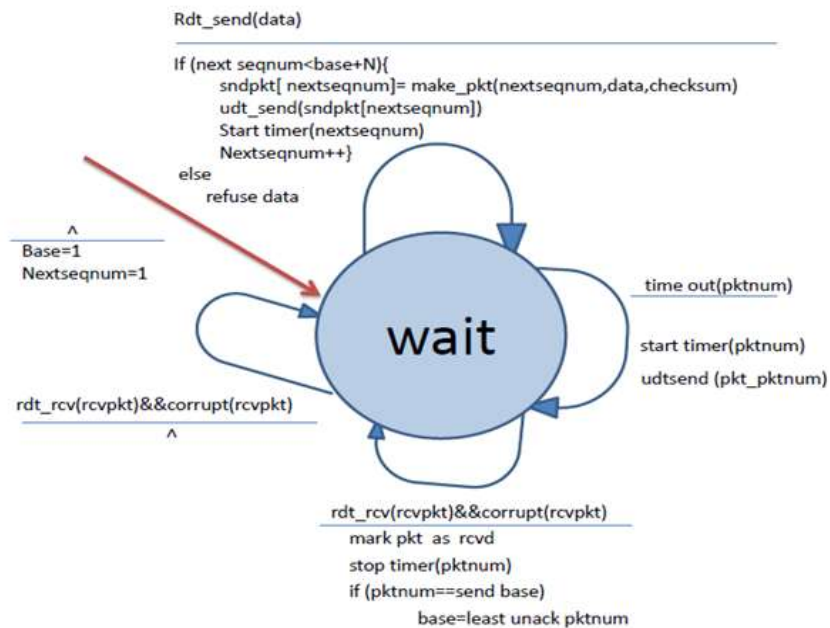 Rdt_send(data)
If (next seqnum<base+N){
sndpkt[ nextseqnum]= make_pkt(nextseqnum,data,checksum)
udt_send(sndpkt[nextseqnum])
Start timer(nextseqnum)
Nextseqnum++}
else
refuse data
^
Base=1
Nextseqnum=1
time out(pktnum)
start timer(pktnum)
udtsend (pkt_pktnum)
wait
rdt_rcv(rcvpkt)&&corrupt(rcvpkt)
^
rdt_rcv(rcvpkt)&&corrupt(rcvpkt)
mark pkt as rcvd
stop timer(pktnum)
if (pktnum==send base)
base=least unack pktnum